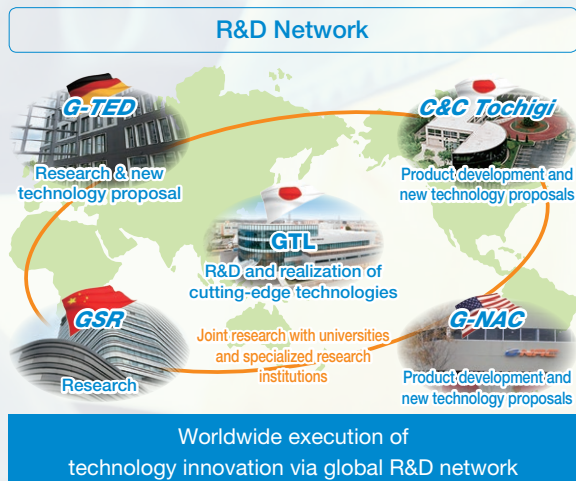 R&D Network
G-TED
Research & new
technology proposal
C&C Tochigi
Product development and
new technology proposals
GTL
R&D and realization of
cutting-edge technologies
GSR
Research
Joint research with universities
and specialized research
institutions
G-NAC
Product development and
new technology proposals
Worldwide execution of
technology innovation via global R&D network